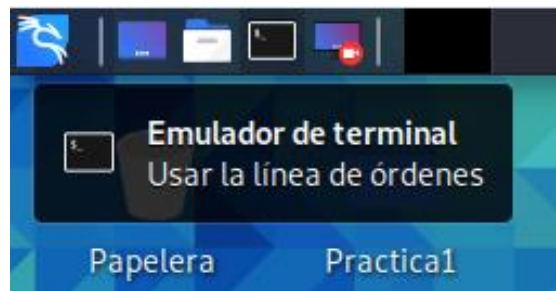 Emulador de terminal
Usar la línea de órdenes
Papelera Practica1